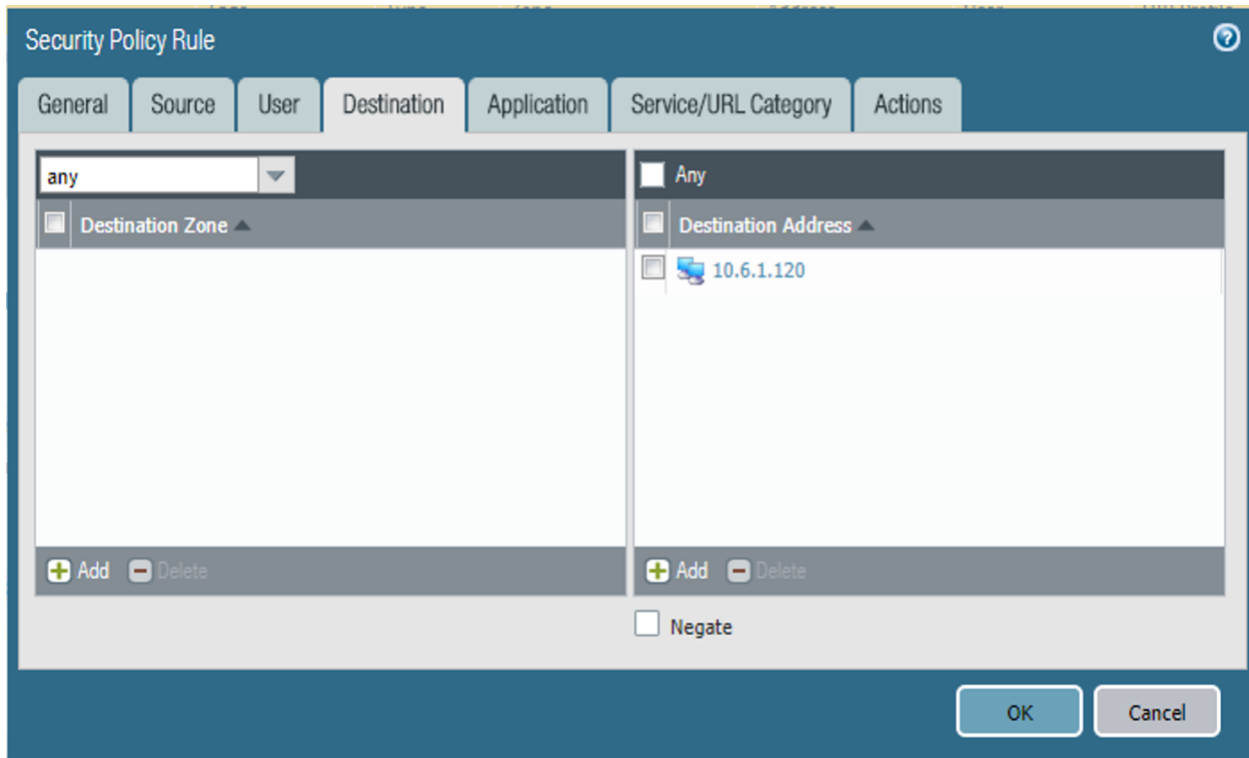 Security Policy Rule
General Source User Destination Application Service/URL Category Actions
any
Any
Destination Zone
Destination Address
10.6.1.120
Add Delete
Add Delete
Negate
OK Cancel